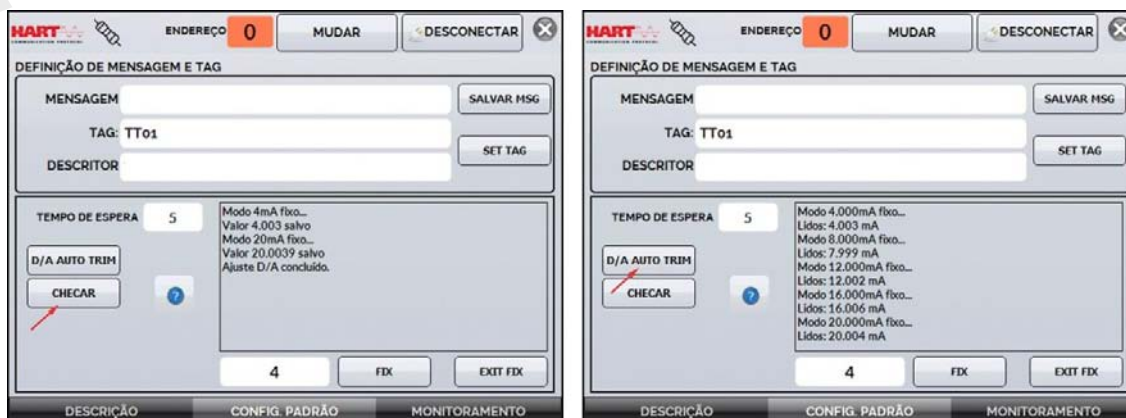 HART
COMMUNICATION PROTOCOL
ENDEREÇO 0 MUDAR DESCONECTAR
DEFINIÇÃO DE MENSAGEM E TAG
MENSAGEM SALVAR MSG
TAG: TT01
SET TAG
DESCRITOR
TEMPO DE ESPERA 5
Modo 4mA fixo...
Valor 4.003 salvo
Modo 20mA fixo...
Valor 20.0039 salvo
Ajuste D/A concluído.
D/A AUTO TRIM
CHECAR ?
4 FIX EXIT FIX
DESCRIÇÃO CONFIG. PADRÃO MONITORAMENTO
HART
COMMUNICATION PROTOCOL
ENDEREÇO 0 MUDAR DESCONECTAR
DEFINIÇÃO DE MENSAGEM E TAG
MENSAGEM SALVAR MSG
TAG: TT01
SET TAG
DESCRITOR
TEMPO DE ESPERA 5
Modo 4.000mA fixo...
Lidos: 4.003 mA
Modo 8.000mA fixo...
Lidos: 7.999 mA
Modo 12.000mA fixo...
Lidos: 12.002 mA
Modo 16.000mA fixo...
Lidos: 16.006 mA
Modo 20.000mA fixo...
Lidos: 20.004 mA
D/A AUTO TRIM
CHECAR ?
4 FIX EXIT FIX
DESCRIÇÃO CONFIG. PADRÃO MONITORAMENTO